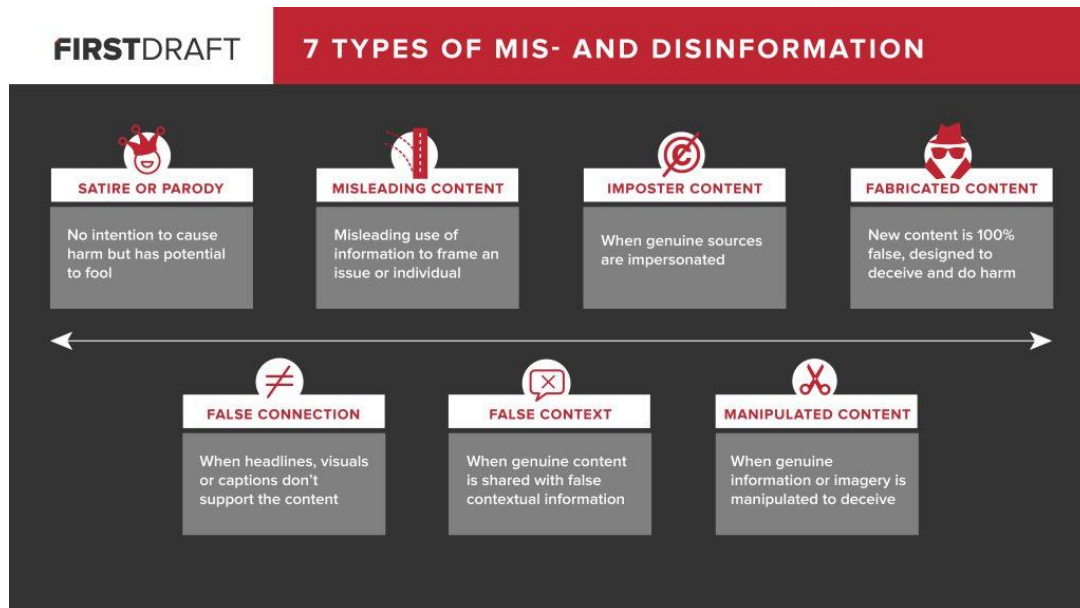 FIRSTDRAFT
7 TYPES OF MIS- AND DISINFORMATION
SATIRE OR PARODY
No intention to cause
harm but has potential
to fool
MISLEADING CONTENT
Misleading use of
information to frame an
issue or individual
IMPOSTER CONTENT
When genuine sources
are impersonated
FABRICATED CONTENT
New content is 100%
false, designed to
deceive and do harm
FALSE CONNECTION
When headlines, visuals
or captions don't
support the content
FALSE CONTEXT
When genuine content
is shared with false
contextual information
MANIPULATED CONTENT
When genuine
information or imagery is
manipulated to deceive